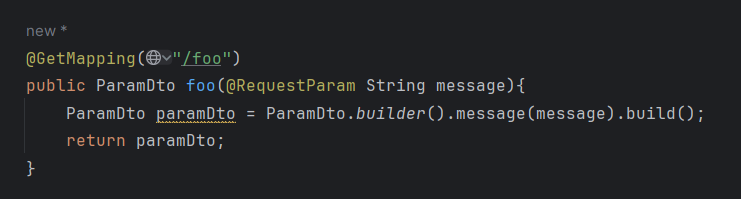 new *
@GetMapping("/foo")
public ParamDto foo(@RequestParam String message){
ParamDto paramDto = ParamDto.builder().message(message).build();
return paramDto;
}